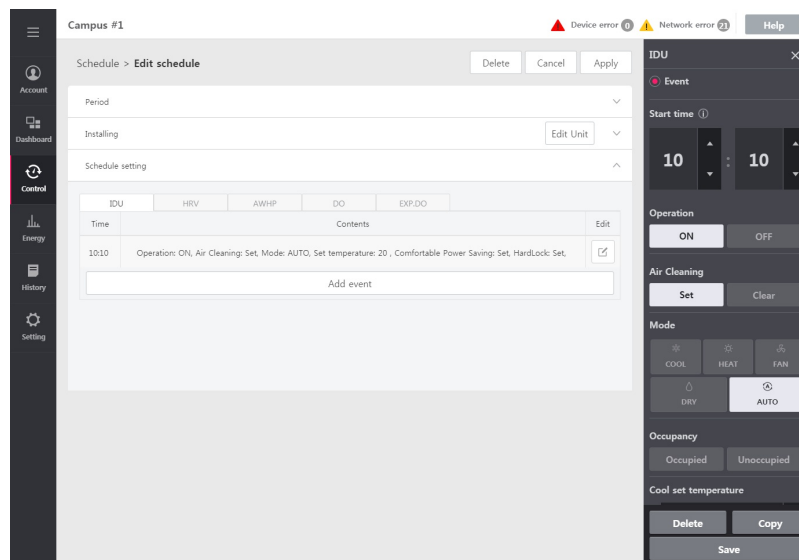 Campus #1
Device error 0
Network error 21
Help
Account
Dashboard
Control
Energy
History
Setting
Schedule > Edit schedule
Delete
Cancel
Apply
Period
Installing
Edit Unit
Schedule setting
IDU
HRV
AWHP
DO
EXP.DO
Time
Contents
Edit
10:10
Operation: ON, Air Cleaning: Set, Mode: AUTO, Set temperature: 20 , Comfortable Power Saving: Set, HardLock: Set,
Add event
IDU
Event
Start time
10 : 10
Operation
ON
OFF
Air Cleaning
Set
Clear
Mode
COOL
HEAT
FAN
DRY
AUTO
Occupancy
Occupied
Unoccupied
Cool set temperature
Delete
Copy
Save